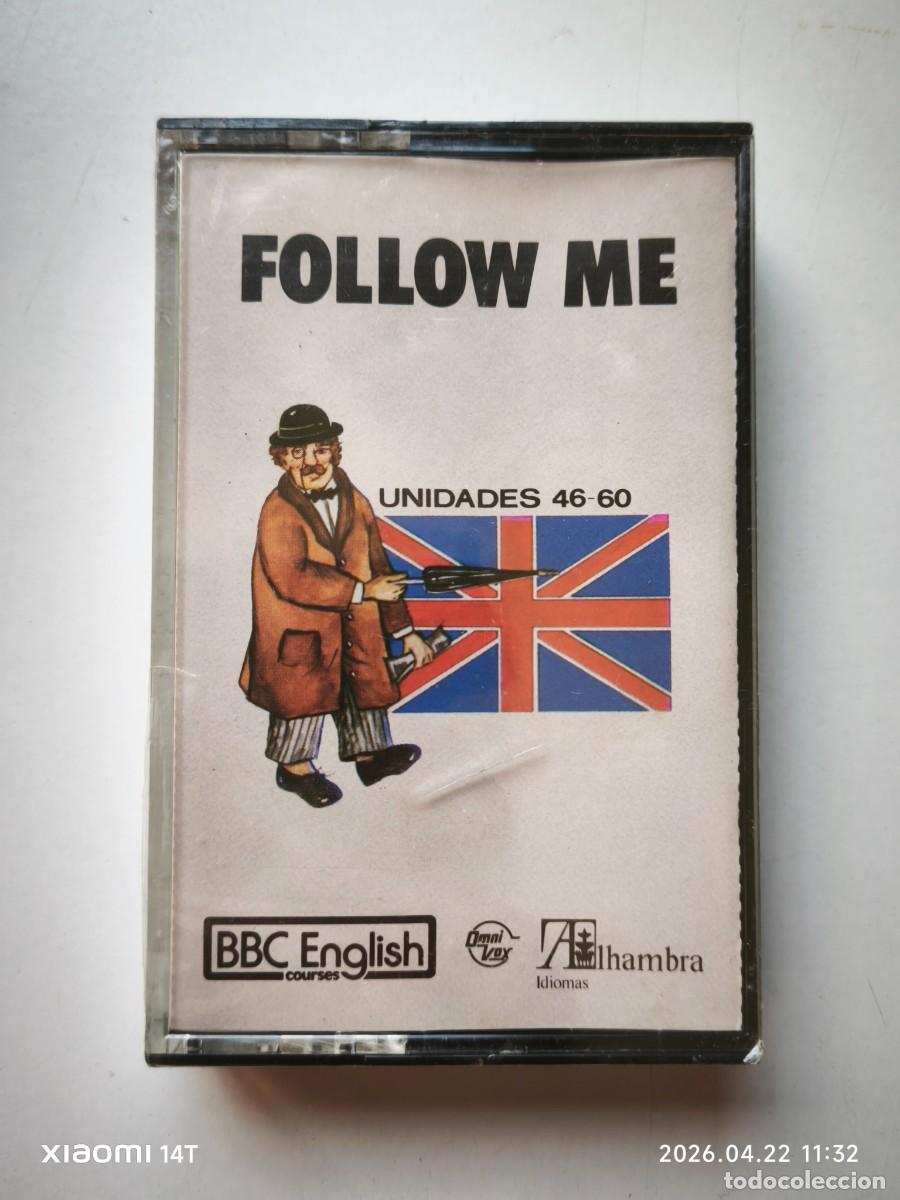 FOLLOW ME
UNIDADES 46-60
BBC English
courses
Omni
Vox
Alhambra
Idiomas
XIAOMI 14T
2026.04.22 11:32
todocoleccion